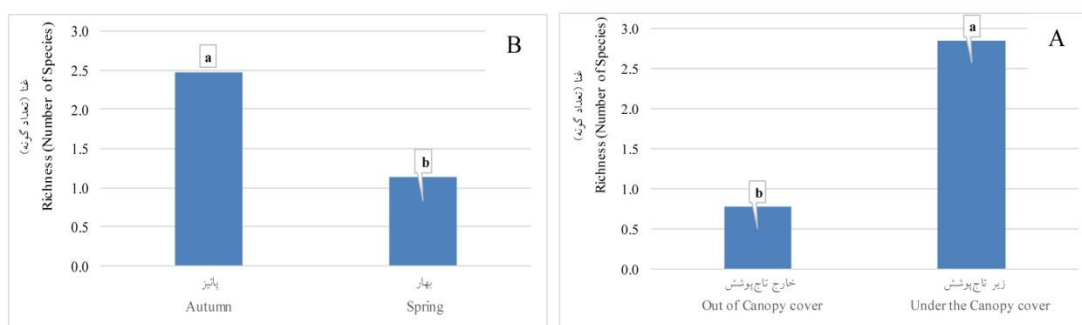 B
غنا (تعداد گونه)
Richness (Number of Species)
3.0
2.5
2.0
1.5
1.0
0.5
0.0
a
b
پائیز
بهار
Autumn
Spring
A
غنا (تعداد گونه)
Richness (Number of Species)
3.0
2.5
2.0
1.5
1.0
0.5
0.0
b
a
خارج تاج‌پوشش
زیر تاج‌پوشش
Out of Canopy cover
Under the Canopy cover